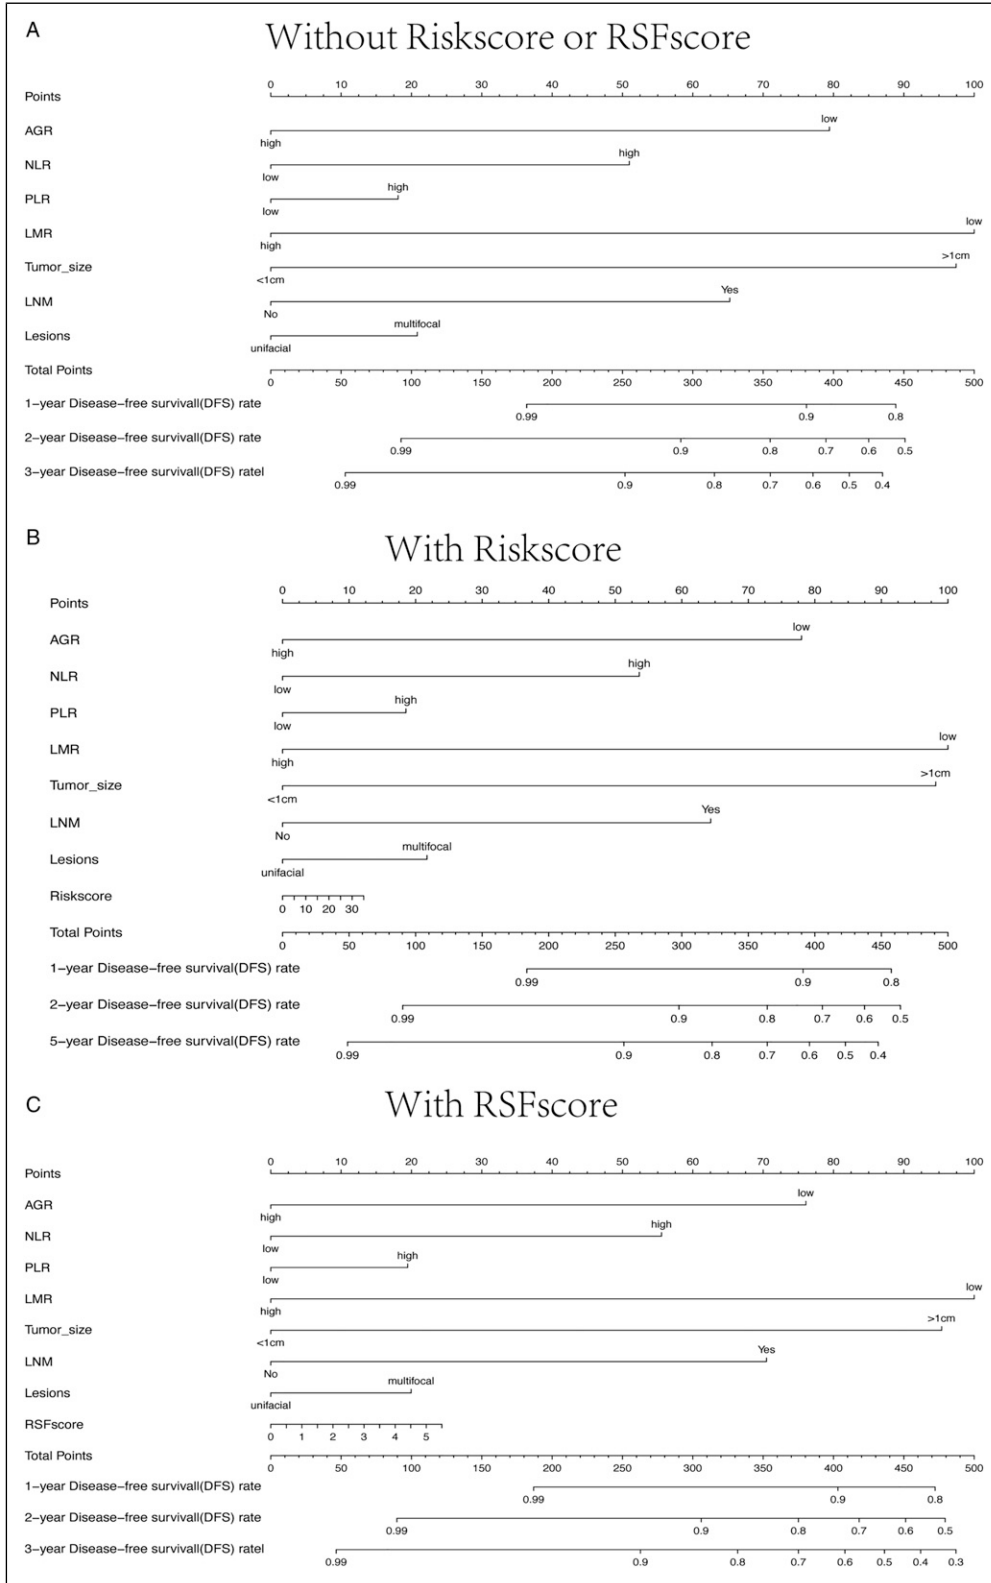 A
Without Riskscore or RSFscore
0 10 20 30 40 50 60 70 80 90 100
Points
low
AGR
high
high
NLR
low
high
PLR
low
low
LMR
high
>1cm
Tumor_size
<1cm
Yes
LNM
No
multifocal
Lesions
unifacial
Total Points
0 50 100 150 200 250 300 350 400 450 500
1-year Disease-free survivall(DFS) rate
0.99 0.9 0.8
2-year Disease-free survivall(DFS) rate
0.99 0.9 0.8 0.7 0.6 0.5
3-year Disease-free survivall(DFS) ratel
0.99 0.9 0.8 0.7 0.6 0.5 0.4
B
With Riskscore
0 10 20 30 40 50 60 70 80 90 100
Points
low
AGR
high
high
NLR
low
high
PLR
low
low
LMR
high
>1cm
Tumor_size
<1cm
Yes
LNM
No
multifocal
Lesions
unifacial
Riskscore
0 10 20 30
Total Points
0 50 100 150 200 250 300 350 400 450 500
1-year Disease-free survival(DFS) rate
0.99 0.9 0.8
2-year Disease-free survival(DFS) rate
0.99 0.9 0.8 0.7 0.6 0.5
5-year Disease-free survival(DFS) rate
0.99 0.9 0.8 0.7 0.6 0.5 0.4
C
With RSFscore
0 10 20 30 40 50 60 70 80 90 100
Points
low
AGR
high
high
NLR
low
high
PLR
low
low
LMR
high
>1cm
Tumor_size
<1cm
Yes
LNM
No
multifocal
Lesions
unifacial
RSFscore
0 1 2 3 4 5
Total Points
0 50 100 150 200 250 300 350 400 450 500
1-year Disease-free survivall(DFS) rate
0.99 0.9 0.8
2-year Disease-free survivall(DFS) rate
0.99 0.9 0.8 0.7 0.6 0.5
3-year Disease-free survivall(DFS) ratel
0.99 0.9 0.8 0.7 0.6 0.5 0.4 0.3